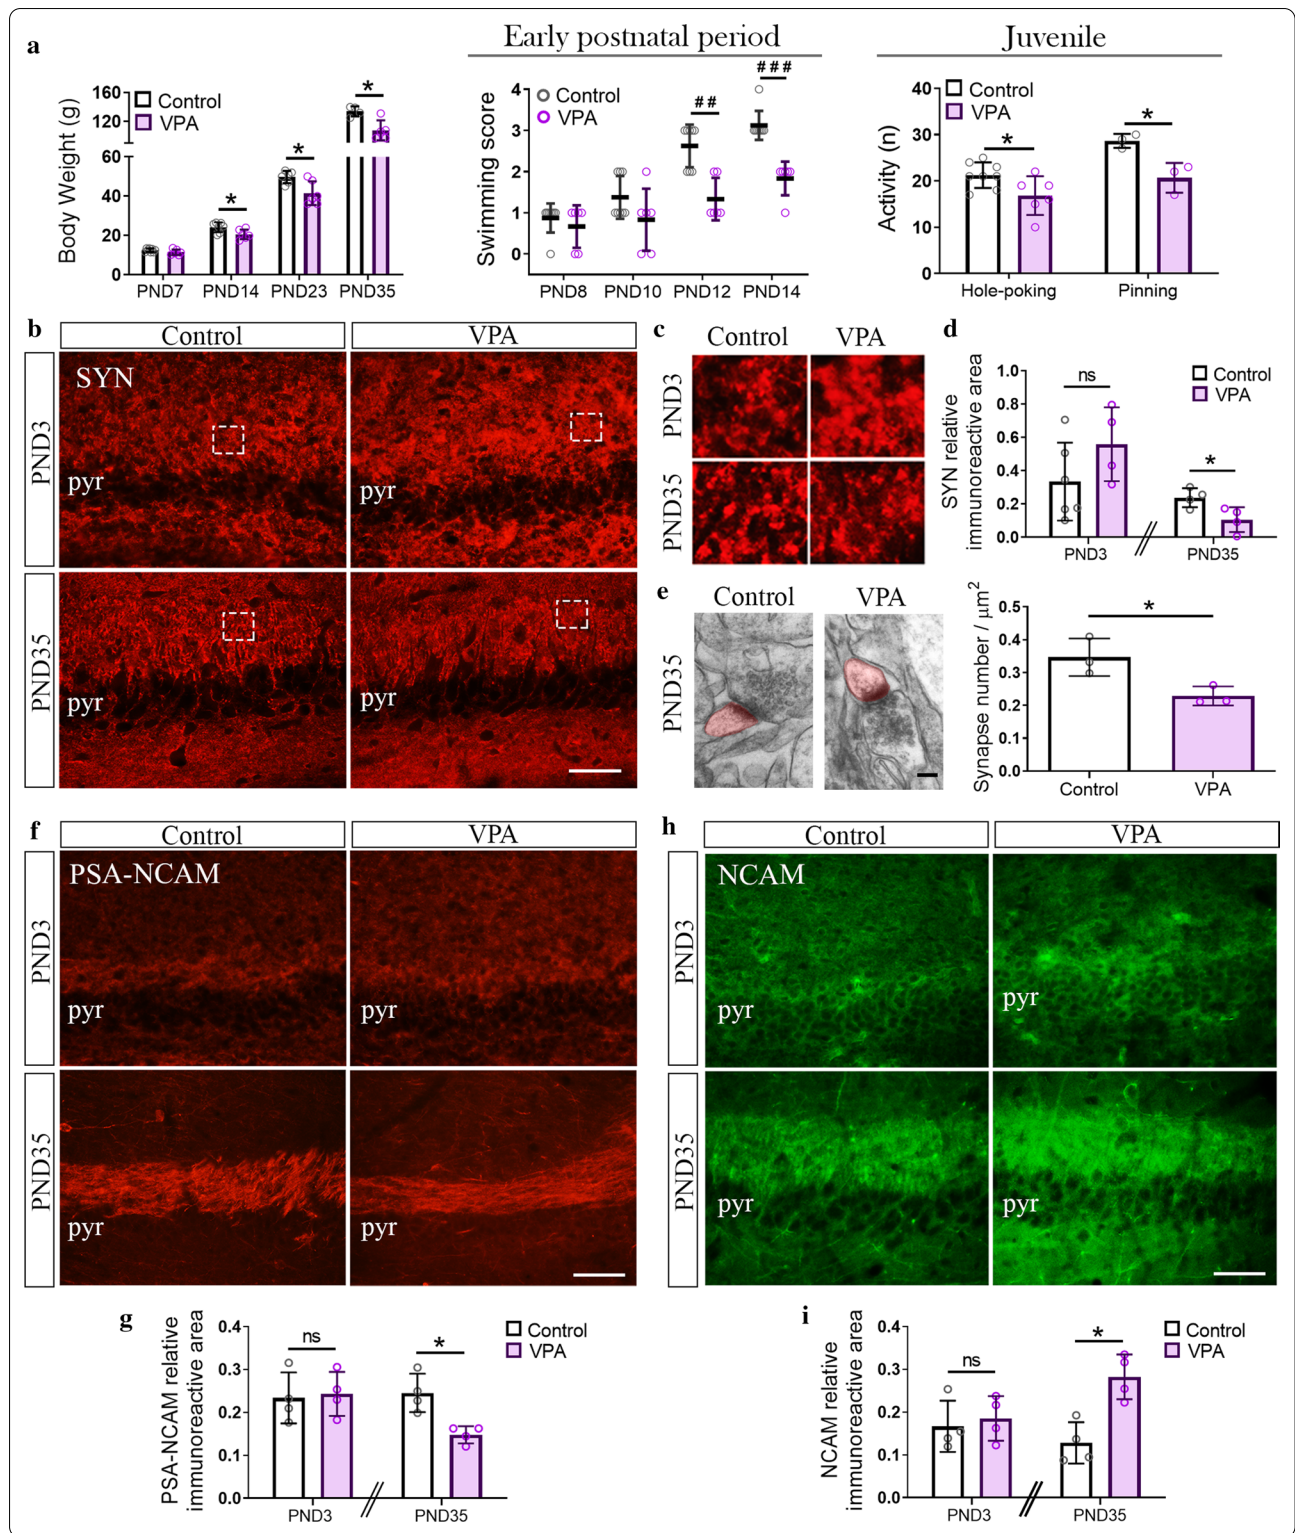 a
Early postnatal period
Juvenile
Body Weight (g)
160
120
60
40
20
0
Control
VPA
*
*
*
PND7 PND14 PND23 PND35
Swimming score
4
3
2
1
0
Control
VPA
##
###
PND8 PND10 PND12 PND14
Activity (n)
40
30
20
10
0
Control
VPA
*
*
Hole-poking Pinning
b
Control VPA
PND3
SYN
pyr pyr
PND35
pyr pyr
c
Control VPA
PND3
PND35
d
SYN relative
immunoreactive area
1.0
0.8
0.6
0.4
0.2
0.0
ns
*
Control
VPA
PND3 PND35
e
Control VPA
PND35
Synapse number / μm2
0.5
0.4
0.3
0.2
0.1
0.0
*
Control VPA
f
Control VPA
PND3
PSA-NCAM
pyr pyr
PND35
pyr pyr
h
Control VPA
PND3
NCAM
pyr pyr
PND35
pyr pyr
g
PSA-NCAM relative
immunoreactive area
0.4
0.3
0.2
0.1
0.0
ns
*
Control
VPA
PND3 PND35
i
NCAM relative
immunoreactive area
0.4
0.3
0.2
0.1
0.0
ns
*
Control
VPA
PND3 PND35